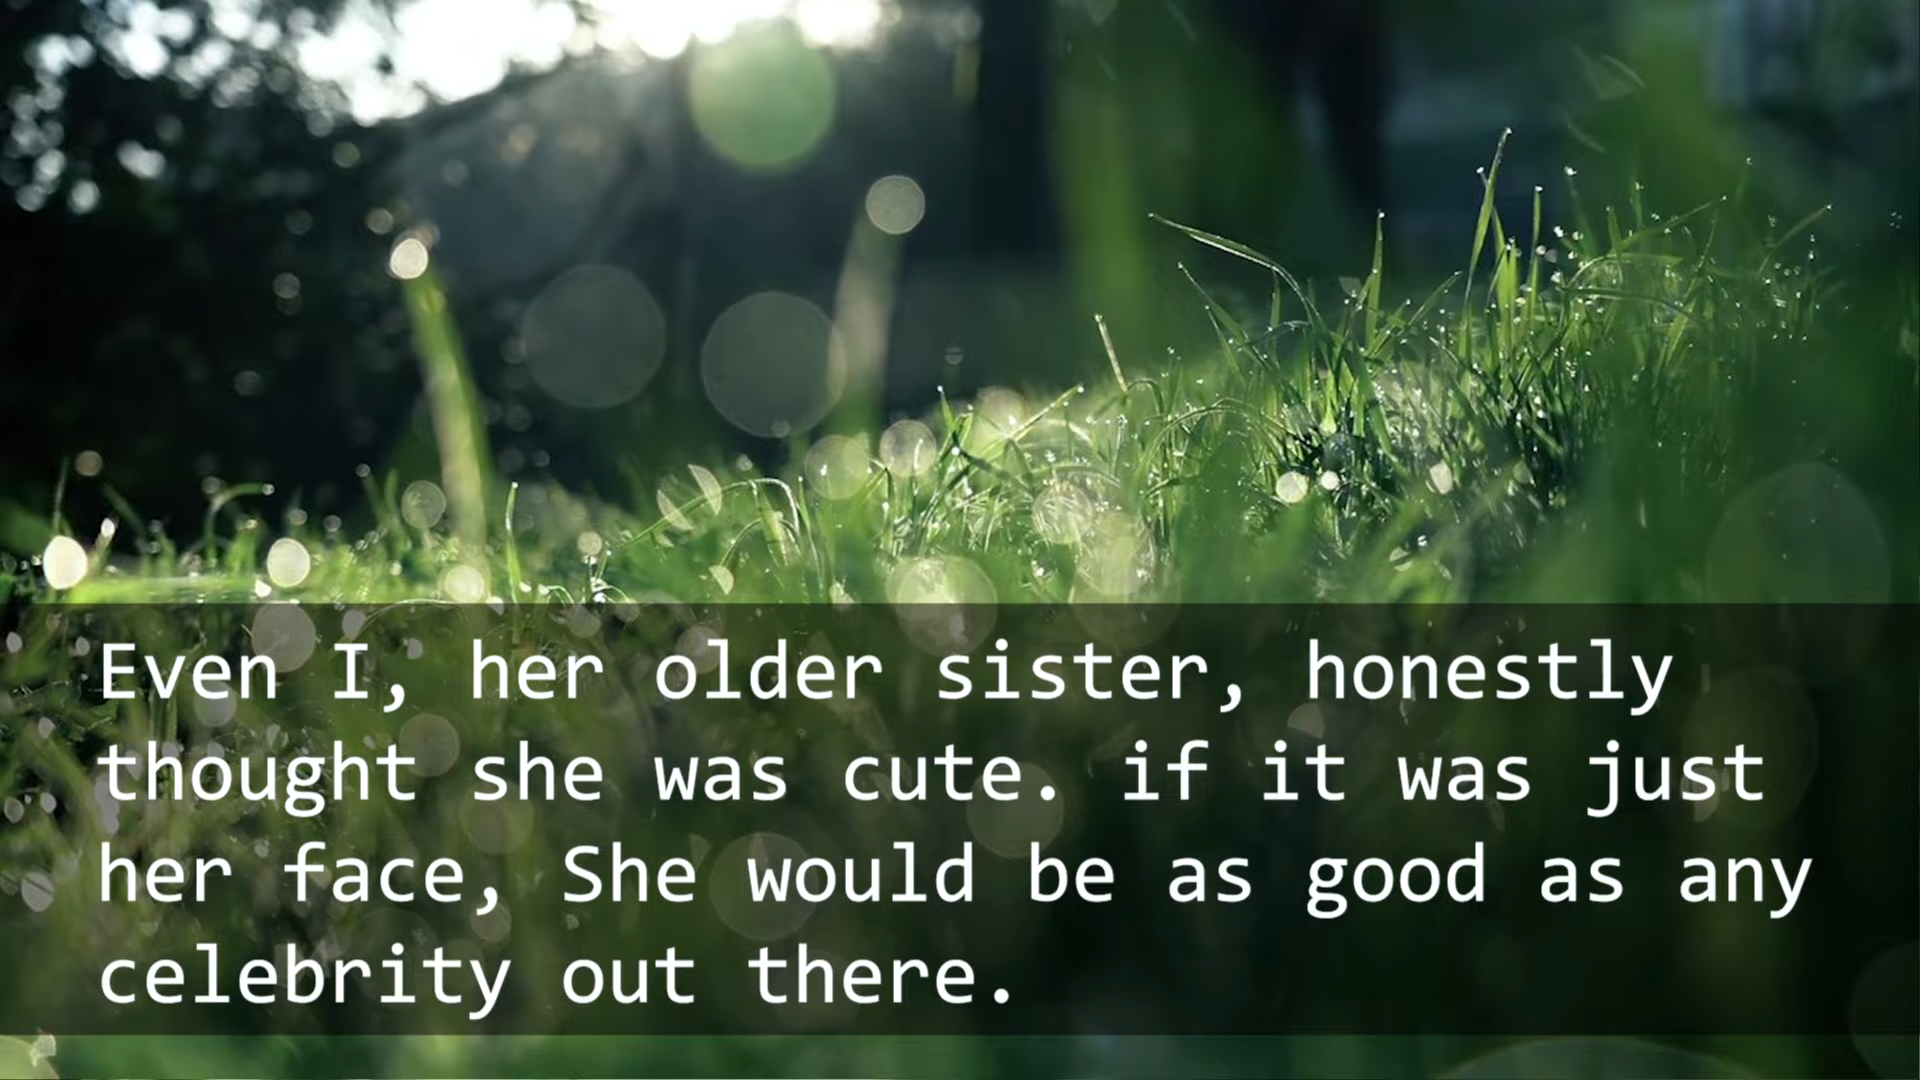 Even I, her older sister, honestly
thought she was cute. if it was just
her face, She would be as good as any
celebrity out there.